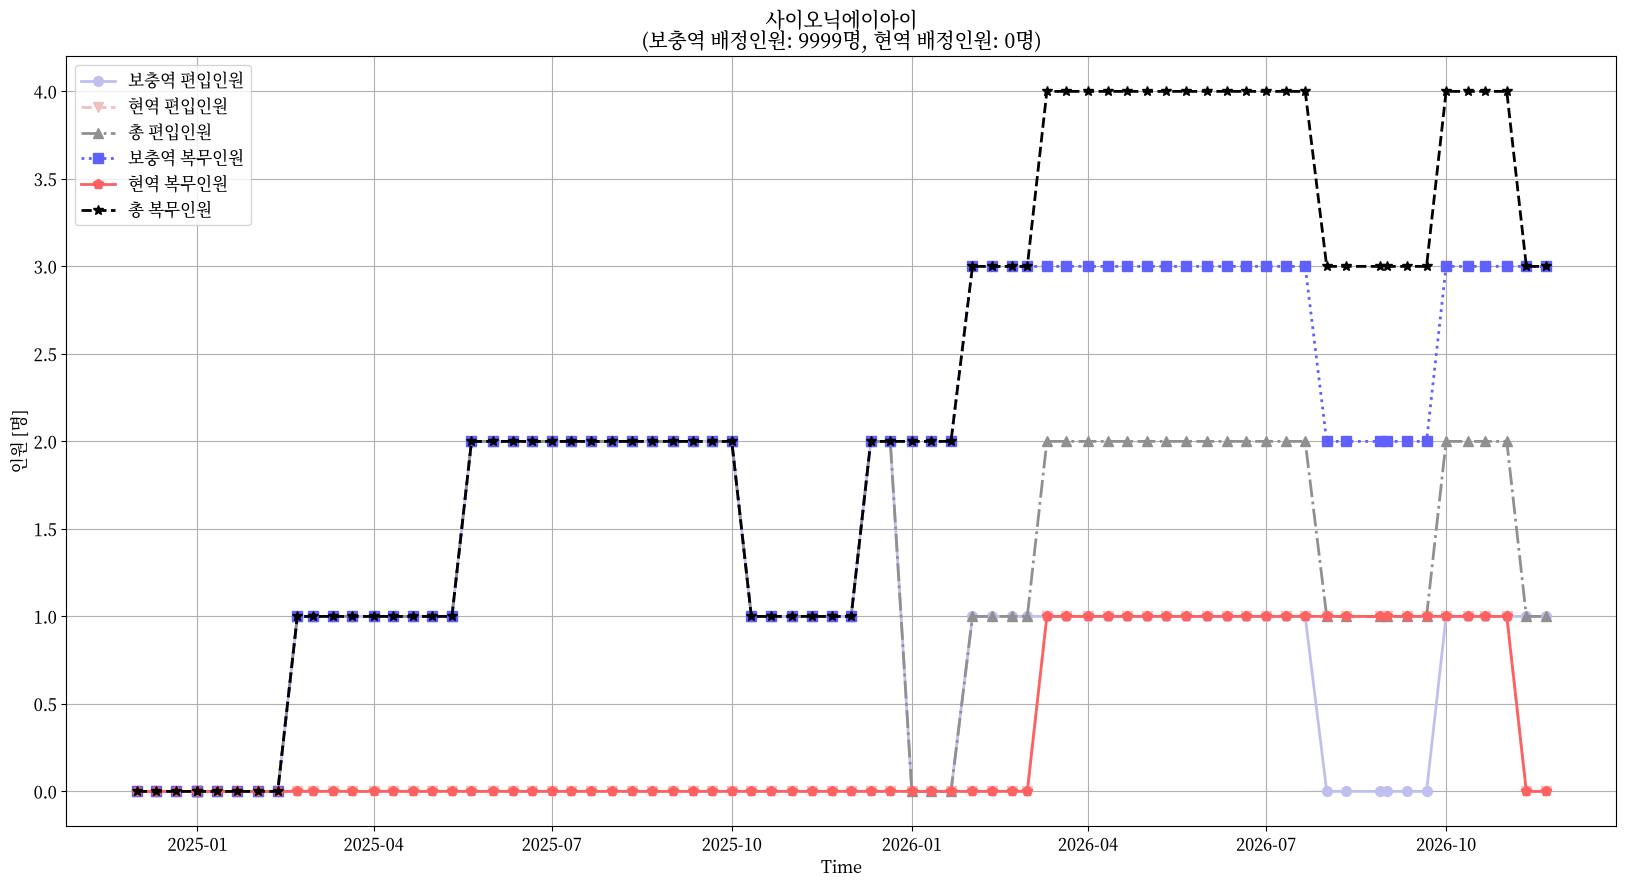 사이오닉에이아이
(보충역 배정인원: 9999명, 현역 배정인원: 0명)
보충역 편입인원
현역 편입인원
총 편입인원
보충역 복무인원
현역 복무인원
총 복무인원
인원 [명]
4.0
3.5
3.0
2.5
2.0
1.5
1.0
0.5
0.0
2025-01
2025-04
2025-07
2025-10
2026-01
2026-04
2026-07
2026-10
Time